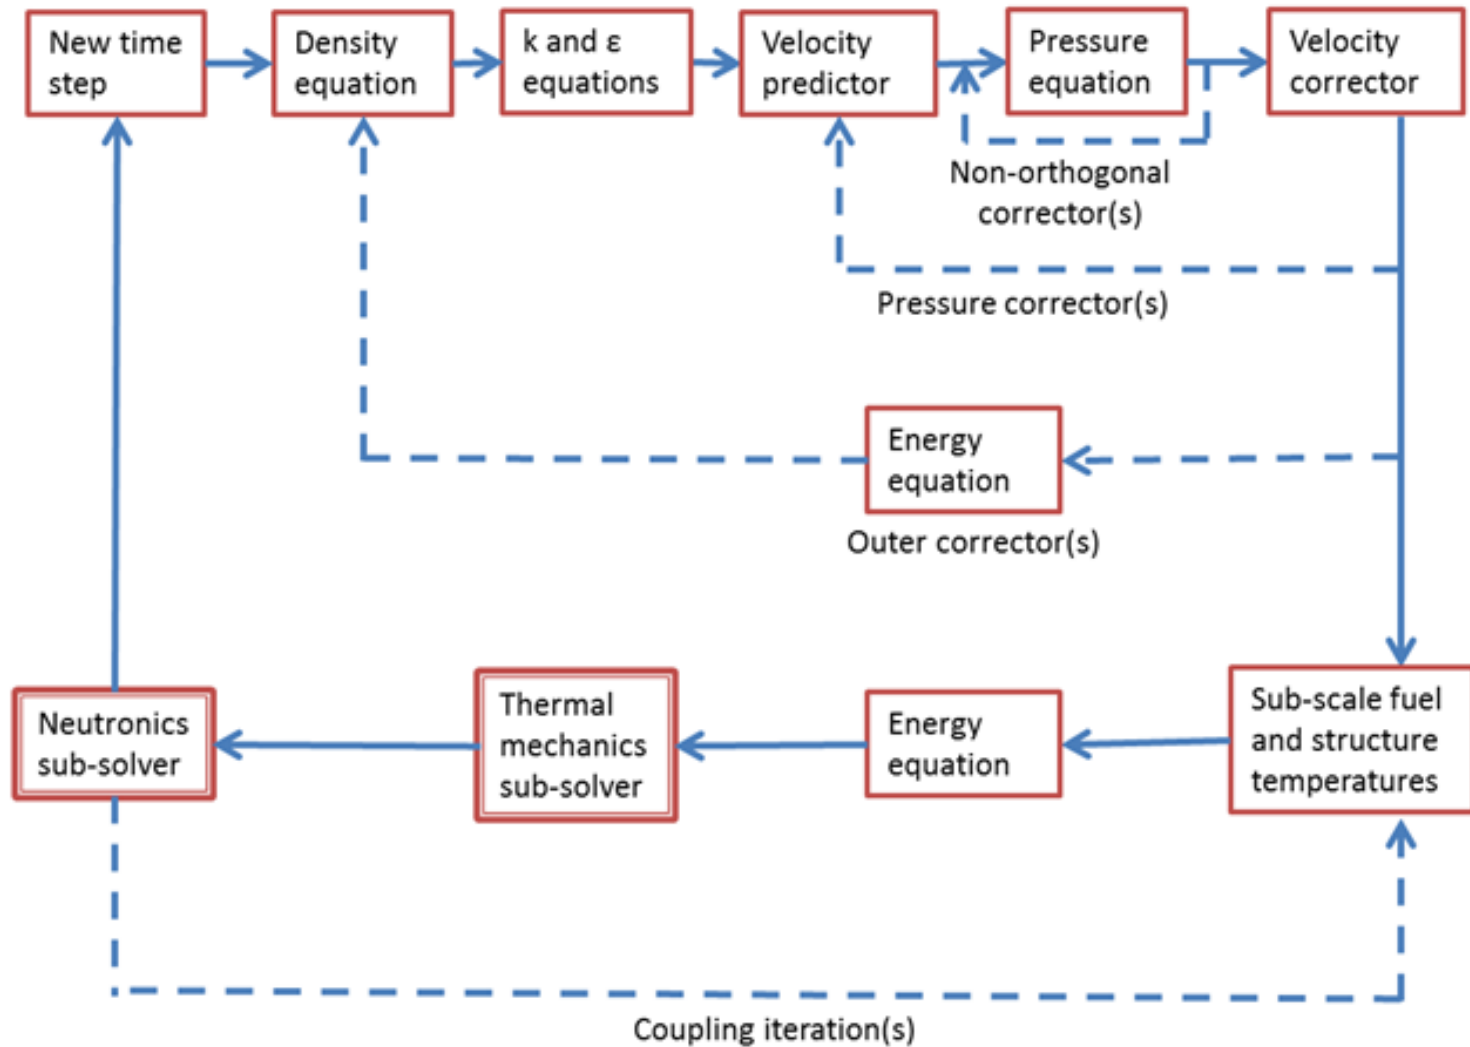 New time
step
Density
equation
k and ε
equations
Velocity
predictor
Pressure
equation
Velocity
corrector
Non-orthogonal
corrector(s)
Pressure corrector(s)
Energy
equation
Outer corrector(s)
Neutronics
sub-solver
Thermal
mechanics
sub-solver
Energy
equation
Sub-scale fuel
and structure
temperatures
Coupling iteration(s)